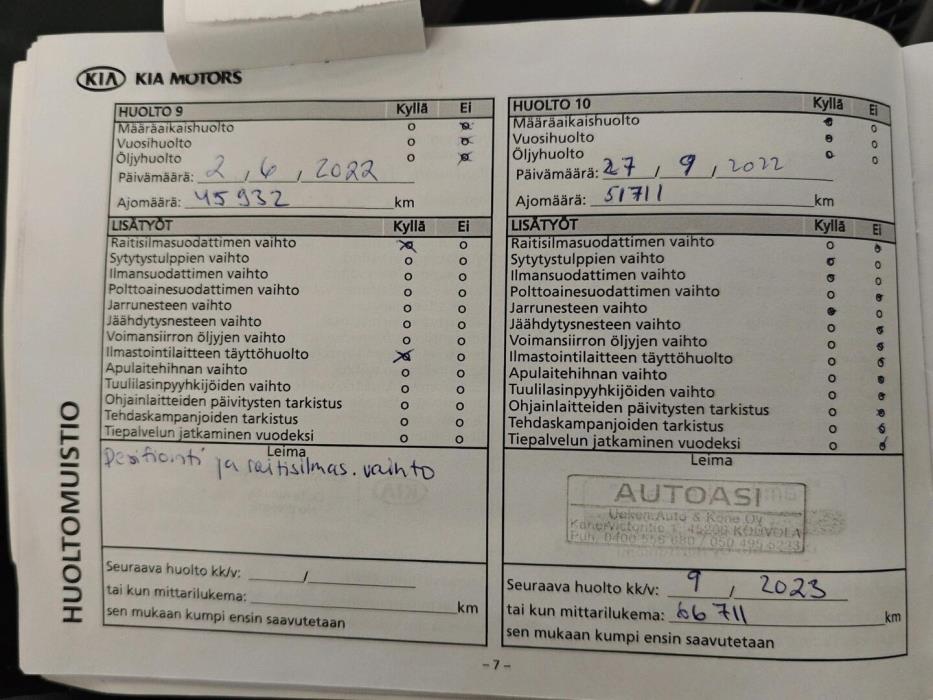 KIA KIA MOTORS
HUOLTO 9 Kyllä Ei
Määräaikaishuolto
Vuosihuolto
Öljyhuolto
Päivämäärä: 2 , 6 , 2022
Ajomäärä: 45932 km
LISÄTYÖT Kyllä Ei
Raitisilmasuodattimen vaihto
Sytytystulppien vaihto
Ilmansuodattimen vaihto
Polttoainesuodattimen vaihto
Jarrunesteen vaihto
Jäähdytysnesteen vaihto
Voimansiirron öljyjen vaihto
Ilmastointilaitteen täyttöhuolto
Apulaitehihnan vaihto
Tuulilasinpyyhkijöiden vaihto
Ohjainlaitteiden päivitysten tarkistus
Tehdaskampanjoiden tarkistus
Tiepalvelun jatkaminen vuodeksi
Leima
ja raitisilmas. vaihto
Seuraava huolto kk/v: /
tai kun mittarilukema: km
sen mukaan kumpi ensin saavutetaan
HUOLTO 10 Kyllä Ei
Määräaikaishuolto
Vuosihuolto
Öljyhuolto
Päivämäärä: 27 , 9 , 2022
Ajomäärä: 51711 km
LISÄTYÖT Kyllä Ei
Raitisilmasuodattimen vaihto
Sytytystulppien vaihto
Ilmansuodattimen vaihto
Polttoainesuodattimen vaihto
Jarrunesteen vaihto
Jäähdytysnesteen vaihto
Voimansiirron öljyjen vaihto
Ilmastointilaitteen täyttöhuolto
Apulaitehihnan vaihto
Tuulilasinpyyhkijöiden vaihto
Ohjainlaitteiden päivitysten tarkistus
Tehdaskampanjoiden tarkistus
Tiepalvelun jatkaminen vuodeksi
Leima
AUTOASI
Auto & Kone Oy
45200 KOUVOLA
Puh.
Seuraava huolto kk/v: 9 , 2023
tai kun mittarilukema: 66711 km
sen mukaan kumpi ensin saavutetaan
HUOLTOMUISTIO
-7-